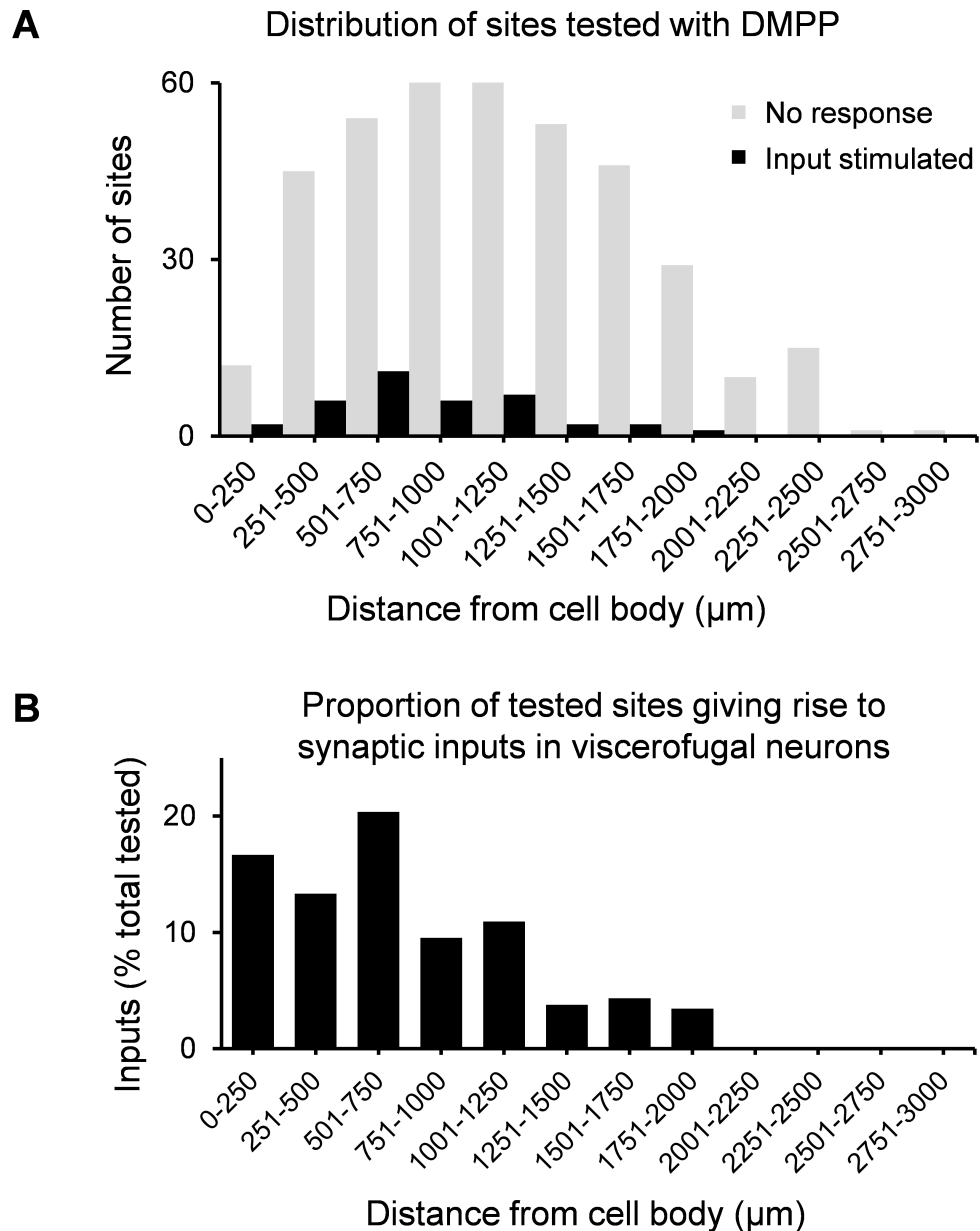 A
Distribution of sites tested with DMPP
60
30
0
Number of sites
No response
Input stimulated
0-250
251-500
501-750
751-1000
1001-1250
1251-1500
1501-1750
1751-2000
2001-2250
2251-2500
2501-2750
2751-3000
Distance from cell body (µm)
B
Proportion of tested sites giving rise to
synaptic inputs in viscerofugal neurons
20
10
0
Inputs (% total tested)
0-250
251-500
501-750
751-1000
1001-1250
1251-1500
1501-1750
1751-2000
2001-2250
2251-2500
2501-2750
2751-3000
Distance from cell body (µm)